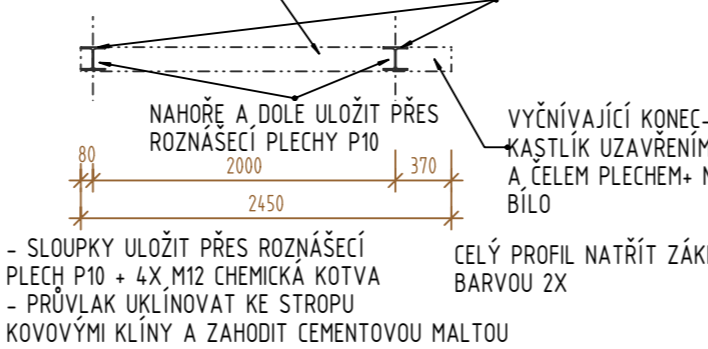 NAHOŘE A DOLE ULOŽIT PŘES
ROZNÁŠECÍ PLECHY P10
VYČNÍVAJÍCÍ KONEC-
KASTLÍK UZAVŘENÍM
A ČELEM PLECHEM+
BÍLO
80
2000
370
2450
- SLOUPKY ULOŽIT PŘES ROZNÁŠECÍ
PLECH P10 + 4X M12 CHEMICKÁ KOTVA
- PRŮVLAK UKLÍNOVAT KE STROPU
KOVOVÝMI KLÍNY A ZAHODIT CEMENTOVOU MALTOU
CELÝ PROFIL NATŘÍT
BARVOU 2X